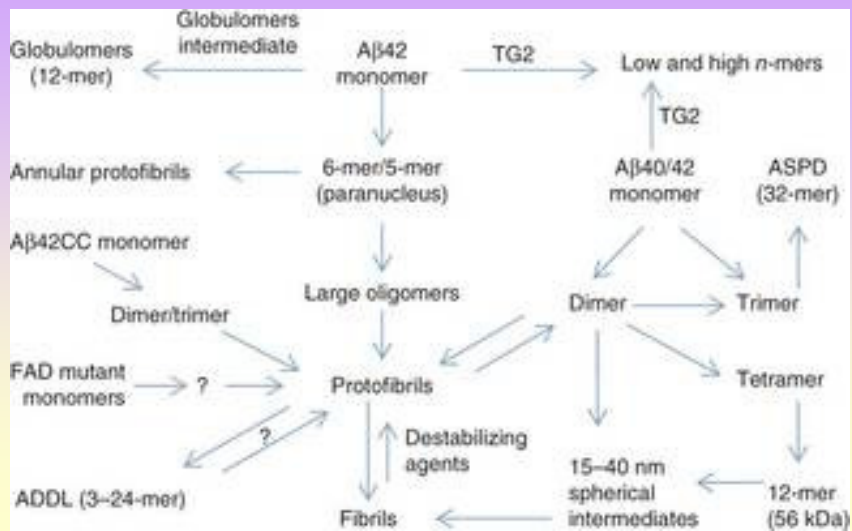 Globulomers
intermediate
Globulomers
(12-mer)
Aβ42
monomer
TG2
Low and high n-mers
TG2
Annular protofibrils
6-mer/5-mer
(paranucleus)
Aβ40/42
monomer
ASPD
(32-mer)
Aβ42CC monomer
Large oligomers
Dimer
Trimer
Dimer/trimer
FAD mutant
monomers
?
Protofibrils
Tetramer
?
Destabilizing
agents
ADDL (3–24-mer)
Fibrils
15–40 nm
spherical
intermediates
12-mer
(56 kDa)